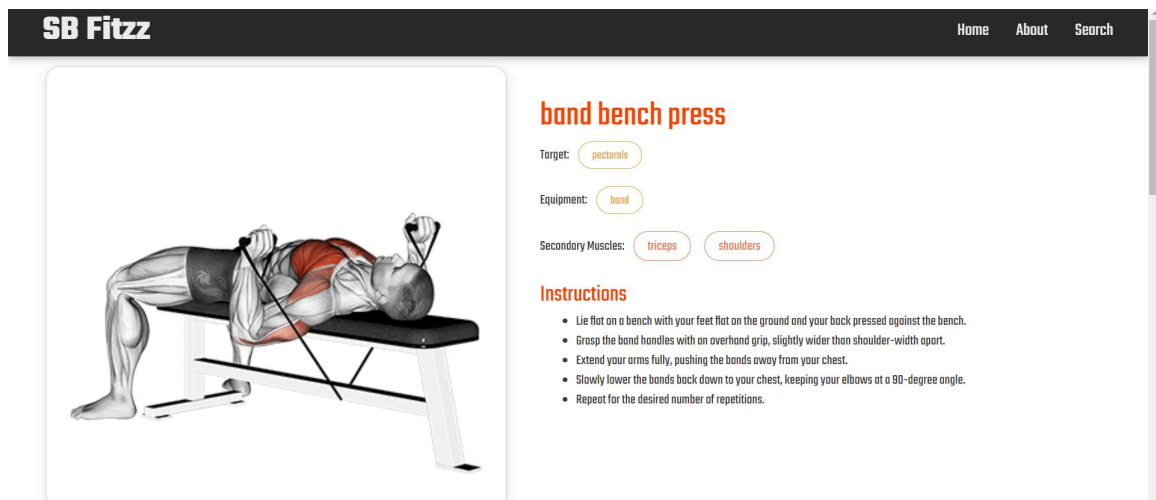 SB Fitzz
Home About Search
band bench press
Target: pectorals
Equipment: band
Secondary Muscles: triceps shoulders
Instructions
Lie flat on a bench with your feet flat on the ground and your back pressed against the bench.
Grasp the band handles with an overhand grip, slightly wider than shoulder-width apart.
Extend your arms fully, pushing the bands away from your chest.
Slowly lower the bands back down to your chest, keeping your elbows at a 90-degree angle.
Repeat for the desired number of repetitions.